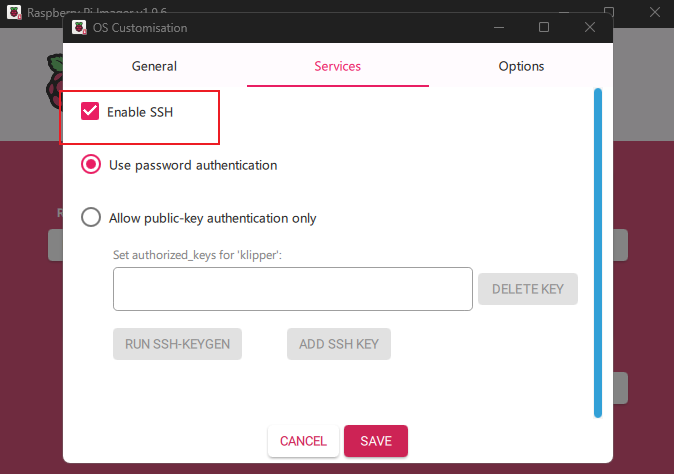 Raspberry Pi Imager v1.9.6
OS Customisation
General
Services
Options
Enable SSH
Use password authentication
Allow public-key authentication only
Set authorized_keys for 'klipper':
DELETE KEY
RUN SSH-KEYGEN
ADD SSH KEY
CANCEL
SAVE